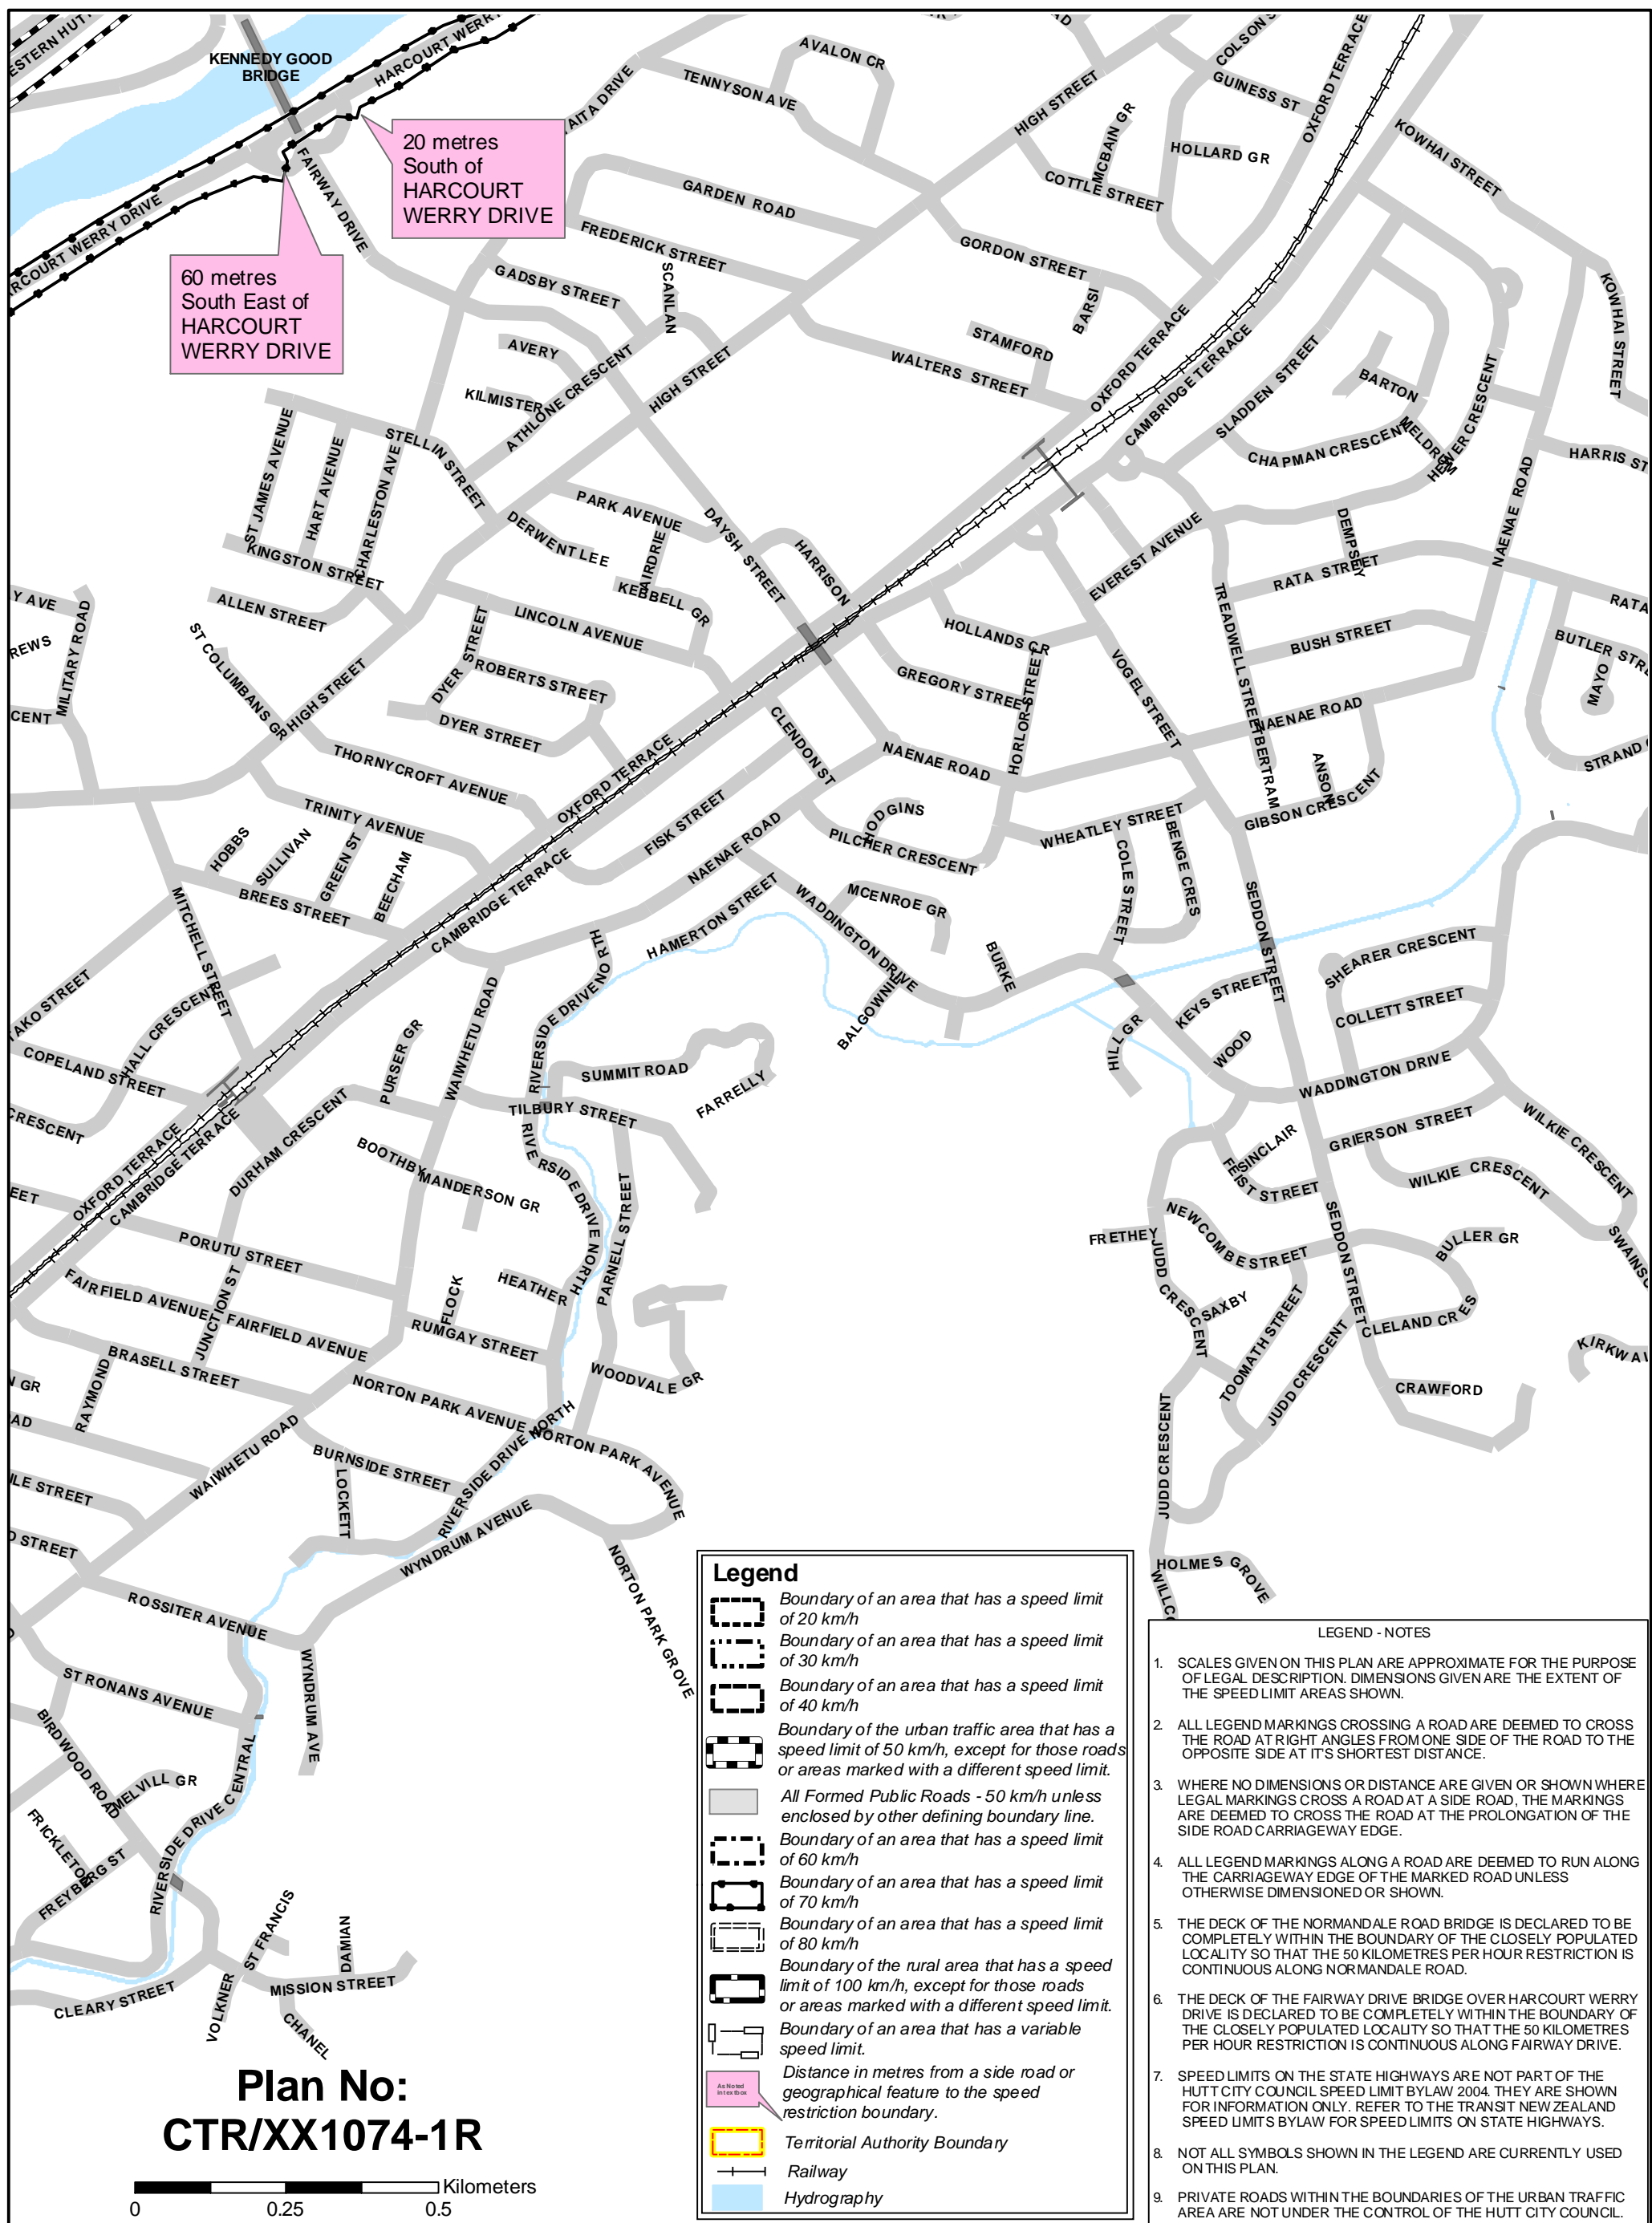 KENNEDY GOOD
BRIDGE
HARCOURT WERRY
AVALON CR
TENNYSON AVE
COLSON S
GUINESS ST
HIGH STREET
OXFORD TERRACE
MCBAIN GR
HOLLARD GR
COTTLE STREET
KOWHAI STREET
20 metres
South of
HARCOURT
WERRY DRIVE
FAIRWAY DRIVE
GARDEN ROAD
FREDERICK STREET
GORDON STREET
60 metres
South East of
HARCOURT
WERRY DRIVE
GADSBY STREET
SCANLAN
BARSI
STAMFORD
WALTERS STREET
OXFORD TERRACE
CAMBRIDGE TERRACE
SLADDEN STREET
KOWHAI STREET
AVERY
KILMISTER
ATHLONE CRESCENT
HIGH STREET
BARTON
MELDRUM
HEWER CRESCENT
CHAPMAN CRESCENT
HARRIS ST
ST JAMES AVENUE
HART AVENUE
CHARLESTON AVE
STELLIN STREET
KINGSTON STREET
PARK AVENUE
DERWENT LEE
AIRDRIE
KEBBELL GR
DAYSH STREET
HARRISON
DEMPSEY
EVEREST AVENUE
RATA STREET
NAENAE ROAD
RATA
MILITARY ROAD
ALLEN STREET
ST COLUMBANS GR
HIGH STREET
DYER STREET
LINCOLN AVENUE
ROBERTS STREET
DYER STREET
HOLLANDS CR
GREGORY STREET
HORLOR STREET
VOGEL STREET
TREADWELL STREET
BUSH STREET
BUTLER STR
MAYO
STRAND
THORNYCROFT AVENUE
OXFORD TERRACE
CLENDON ST
NAENAE ROAD
NAENAE ROAD
BERTRAM
ANSON
GIBSON CRESCENT
TRINITY AVENUE
FISK STREET
NAENAE ROAD
HODGINS
PILCHER CRESCENT
WHEATLEY STREET
COLE STREET
BENGE CRES
HOBBS
SULLIVAN
GREEN ST
BEECHAM
BREES STREET
CAMBRIDGE TERRACE
MITCHELL STREET
HAMERTON STREET
WADDINGTON DRIVE
MCENROE GR
BURKE
BALGOWNIE
SEDDON STREET
SHEARER CRESCENT
COLLETT STREET
KEYS STREET
WOOD
HILL GR
WADDINGTON DRIVE
HALL CRESCENT
COPELAND STREET
PURSER GR
WAIWHETU ROAD
RIVERSIDE DRIVE NORTH
SUMMIT ROAD
TILBURY STREET
FARRELLY
GRIERSON STREET
WILKIE CRESCENT
WILKIE CRESCENT
SINCLAIR
FEIST STREET
OXFORD TERRACE
CAMBRIDGE TERRACE
DURHAM CRESCENT
BOOTHBY
MANDERSON GR
RIVERSIDE DRIVE NORTH
PARNELL STREET
FRETHEY
NEWCOMBE STREET
SEDDON STREET
BULLER GR
JUDD CRESCENT
SAXBY
TOOMATH STREET
CLELAND CRES
PORUTU STREET
FAIRFIELD AVENUE
FAIRFIELD AVENUE
JUNCTION ST
FLOCK
HEATHER
RUMGAY STREET
WOODVALE GR
BRASELL STREET
RAYMOND
NORTON PARK AVENUE
NORTON PARK AVENUE
JUDD CRESCENT
JUDD CRESCENT
CRAWFORD
WAIWHETU ROAD
BURNSIDE STREET
LOCKETT
RIVERSIDE DRIVE NORTH
WYNDRUM AVENUE
NORTON PARK GROVE
HOLMES GROVE
ROSSITER AVENUE
ST RONANS AVENUE
WYNDRUM AVE
BIRDWOOD ROAD
MELVILL GR
RIVERSIDE DRIVE CENTRAL
FREYBERG ST
CLEARY STREET
VOLKNER
ST FRANCIS
DAMIAN
MISSION STREET
CHANEL
Plan No:
CTR/XX1074-1R
Kilometers
0 0.25 0.5
Legend
Boundary of an area that has a speed limit
of 20 km/h
Boundary of an area that has a speed limit
of 30 km/h
Boundary of an area that has a speed limit
of 40 km/h
Boundary of the urban traffic area that has a
speed limit of 50 km/h, except for those roads
or areas marked with a different speed limit.
All Formed Public Roads - 50 km/h unless
enclosed by other defining boundary line.
Boundary of an area that has a speed limit
of 60 km/h
Boundary of an area that has a speed limit
of 70 km/h
Boundary of an area that has a speed limit
of 80 km/h
Boundary of the rural area that has a speed
limit of 100 km/h, except for those roads
or areas marked with a different speed limit.
Boundary of an area that has a variable
speed limit.
As Noted
in textbox
Distance in metres from a side road or
geographical feature to the speed
restriction boundary.
Territorial Authority Boundary
Railway
Hydrography
LEGEND - NOTES
1. SCALES GIVEN ON THIS PLAN ARE APPROXIMATE FOR THE PURPOSE
OF LEGAL DESCRIPTION. DIMENSIONS GIVEN ARE THE EXTENT OF
THE SPEED LIMIT AREAS SHOWN.
2. ALL LEGEND MARKINGS CROSSING A ROAD ARE DEEMED TO CROSS
THE ROAD AT RIGHT ANGLES FROM ONE SIDE OF THE ROAD TO THE
OPPOSITE SIDE AT IT'S SHORTEST DISTANCE.
3. WHERE NO DIMENSIONS OR DISTANCE ARE GIVEN OR SHOWN WHERE
LEGAL MARKINGS CROSS A ROAD AT A SIDE ROAD, THE MARKINGS
ARE DEEMED TO CROSS THE ROAD AT THE PROLONGATION OF THE
SIDE ROAD CARRIAGEWAY EDGE.
4. ALL LEGEND MARKINGS ALONG A ROAD ARE DEEMED TO RUN ALONG
THE CARRIAGEWAY EDGE OF THE MARKED ROAD UNLESS
OTHERWISE DIMENSIONED OR SHOWN.
5. THE DECK OF THE NORMANDALE ROAD BRIDGE IS DECLARED TO BE
COMPLETELY WITHIN THE BOUNDARY OF THE CLOSELY POPULATED
LOCALITY SO THAT THE 50 KILOMETRES PER HOUR RESTRICTION IS
CONTINUOUS ALONG NORMANDALE ROAD.
6. THE DECK OF THE FAIRWAY DRIVE BRIDGE OVER HARCOURT WERRY
DRIVE IS DECLARED TO BE COMPLETELY WITHIN THE BOUNDARY OF
THE CLOSELY POPULATED LOCALITY SO THAT THE 50 KILOMETRES
PER HOUR RESTRICTION IS CONTINUOUS ALONG FAIRWAY DRIVE.
7. SPEED LIMITS ON THE STATE HIGHWAYS ARE NOT PART OF THE
HUTT CITY COUNCIL SPEED LIMIT BYLAW 2004. THEY ARE SHOWN
FOR INFORMATION ONLY. REFER TO THE TRANSIT NEW ZEALAND
SPEED LIMITS BYLAW FOR SPEED LIMITS ON STATE HIGHWAYS.
8. NOT ALL SYMBOLS SHOWN IN THE LEGEND ARE CURRENTLY USED
ON THIS PLAN.
9. PRIVATE ROADS WITHIN THE BOUNDARIES OF THE URBAN TRAFFIC
AREA ARE NOT UNDER THE CONTROL OF THE HUTT CITY COUNCIL.